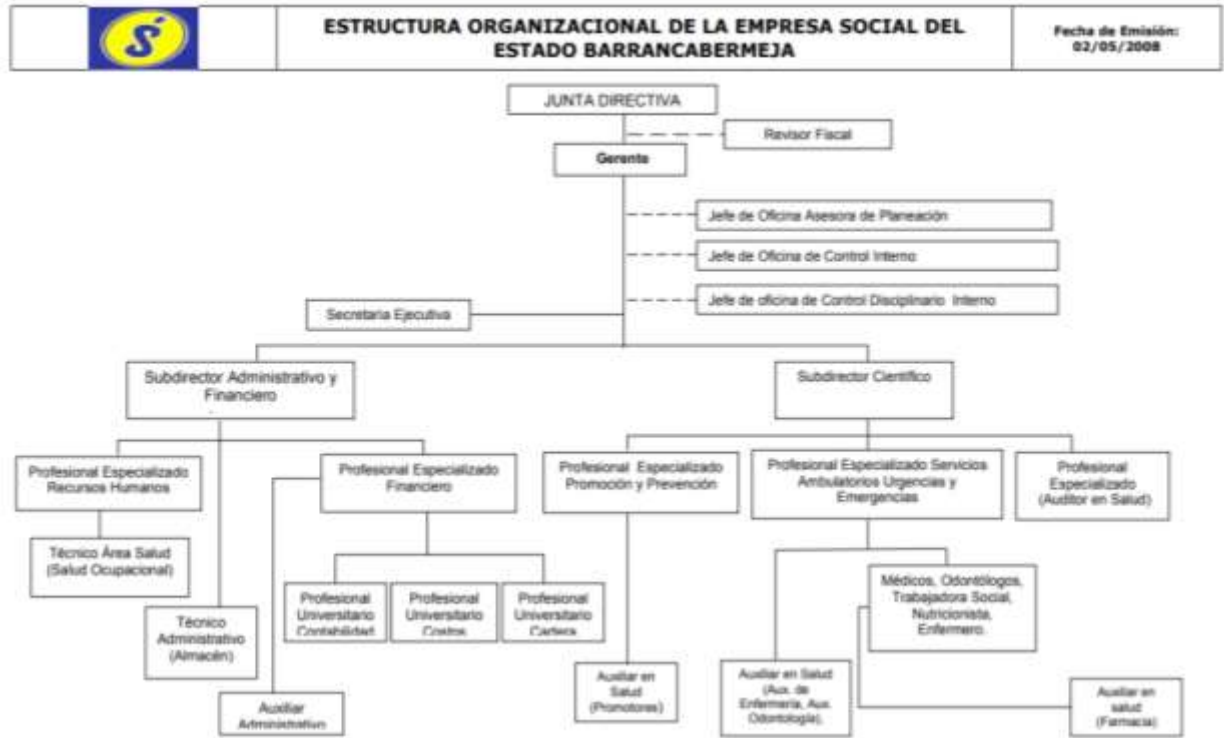 Ś
ESTRUCTURA ORGANIZACIONAL DE LA EMPRESA SOCIAL DEL
ESTADO BARRANCABERMEJA
Fecha de Emisión:
02/05/2008
JUNTA DIRECTIVA
Revisor Fiscal
Gerente
Jefe de Oficina Asesora de Planeación
Jefe de Oficina de Control Interno
Jefe de oficina de Control Disciplinario Interno
Secretaria Ejecutiva
Subdirector Administrativo y
Financiero
Subdirector Científico
Profesional Especializado
Recursos Humanos
Profesional Especializado
Financiero
Profesional Especializado
Promoción y Prevención
Profesional Especializado Servicios
Ambulatorios Urgencias y
Emergencias
Profesional
Especializado
(Auditor en Salud)
Técnico Área Salud
(Salud Ocupacional)
Técnico
Administrativo
(Almacén)
Profesional
Universitario
Contabilidad
Profesional
Universitario
Costos
Profesional
Universitario
Cartera
Médicos, Odontólogos,
Trabajadora Social,
Nutricionista,
Enfermero.
Auxiliar
Administrativo
Auxiliar en
Salud
(Promotores)
Auxiliar en Salud
(Aux. de
Enfermería, Aux.
Odontología),
Auxiliar en
salud
(Farmacia)